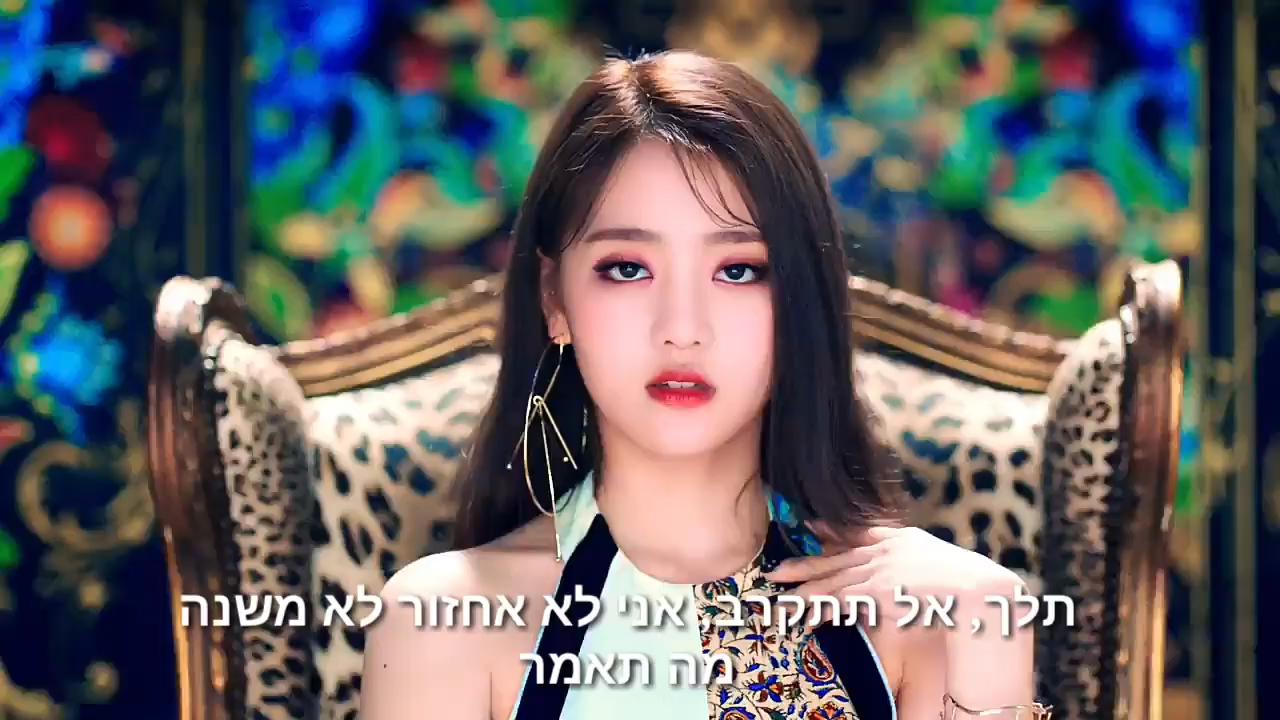 תלך, אל תתקרב, אני לא אחזור לא משנה
מה תאמר